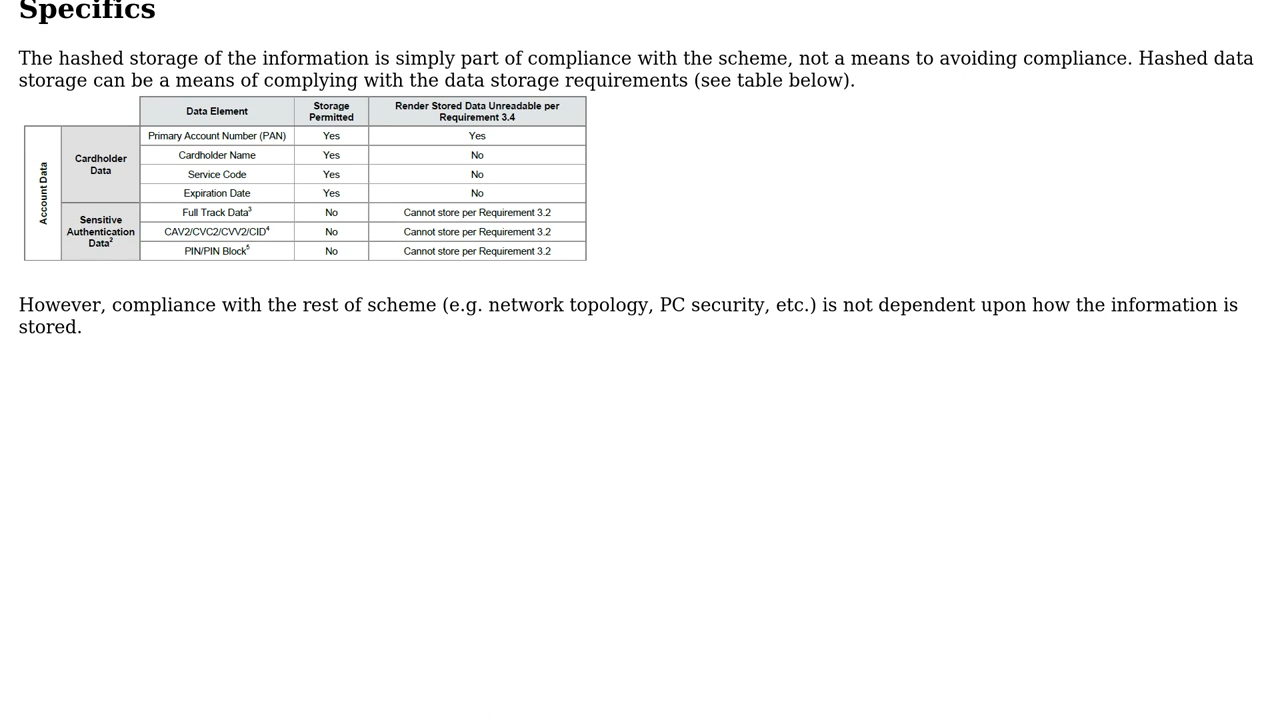 Specifics
The hashed storage of the information is simply part of compliance with the scheme, not a means to avoiding compliance. Hashed data
storage can be a means of complying with the data storage requirements (see table below).
Data Element Storage Permitted Render Stored Data Unreadable per Requirement 3.4
Account Data
Cardholder Data
Primary Account Number (PAN) Yes Yes
Cardholder Name Yes No
Service Code Yes No
Expiration Date Yes No
Sensitive Authentication Data²
Full Track Data³ No Cannot store per Requirement 3.2
CAV2/CVC2/CVV2/CID⁴ No Cannot store per Requirement 3.2
PIN/PIN Block⁵ No Cannot store per Requirement 3.2
However, compliance with the rest of scheme (e.g. network topology, PC security, etc.) is not dependent upon how the information is
stored.